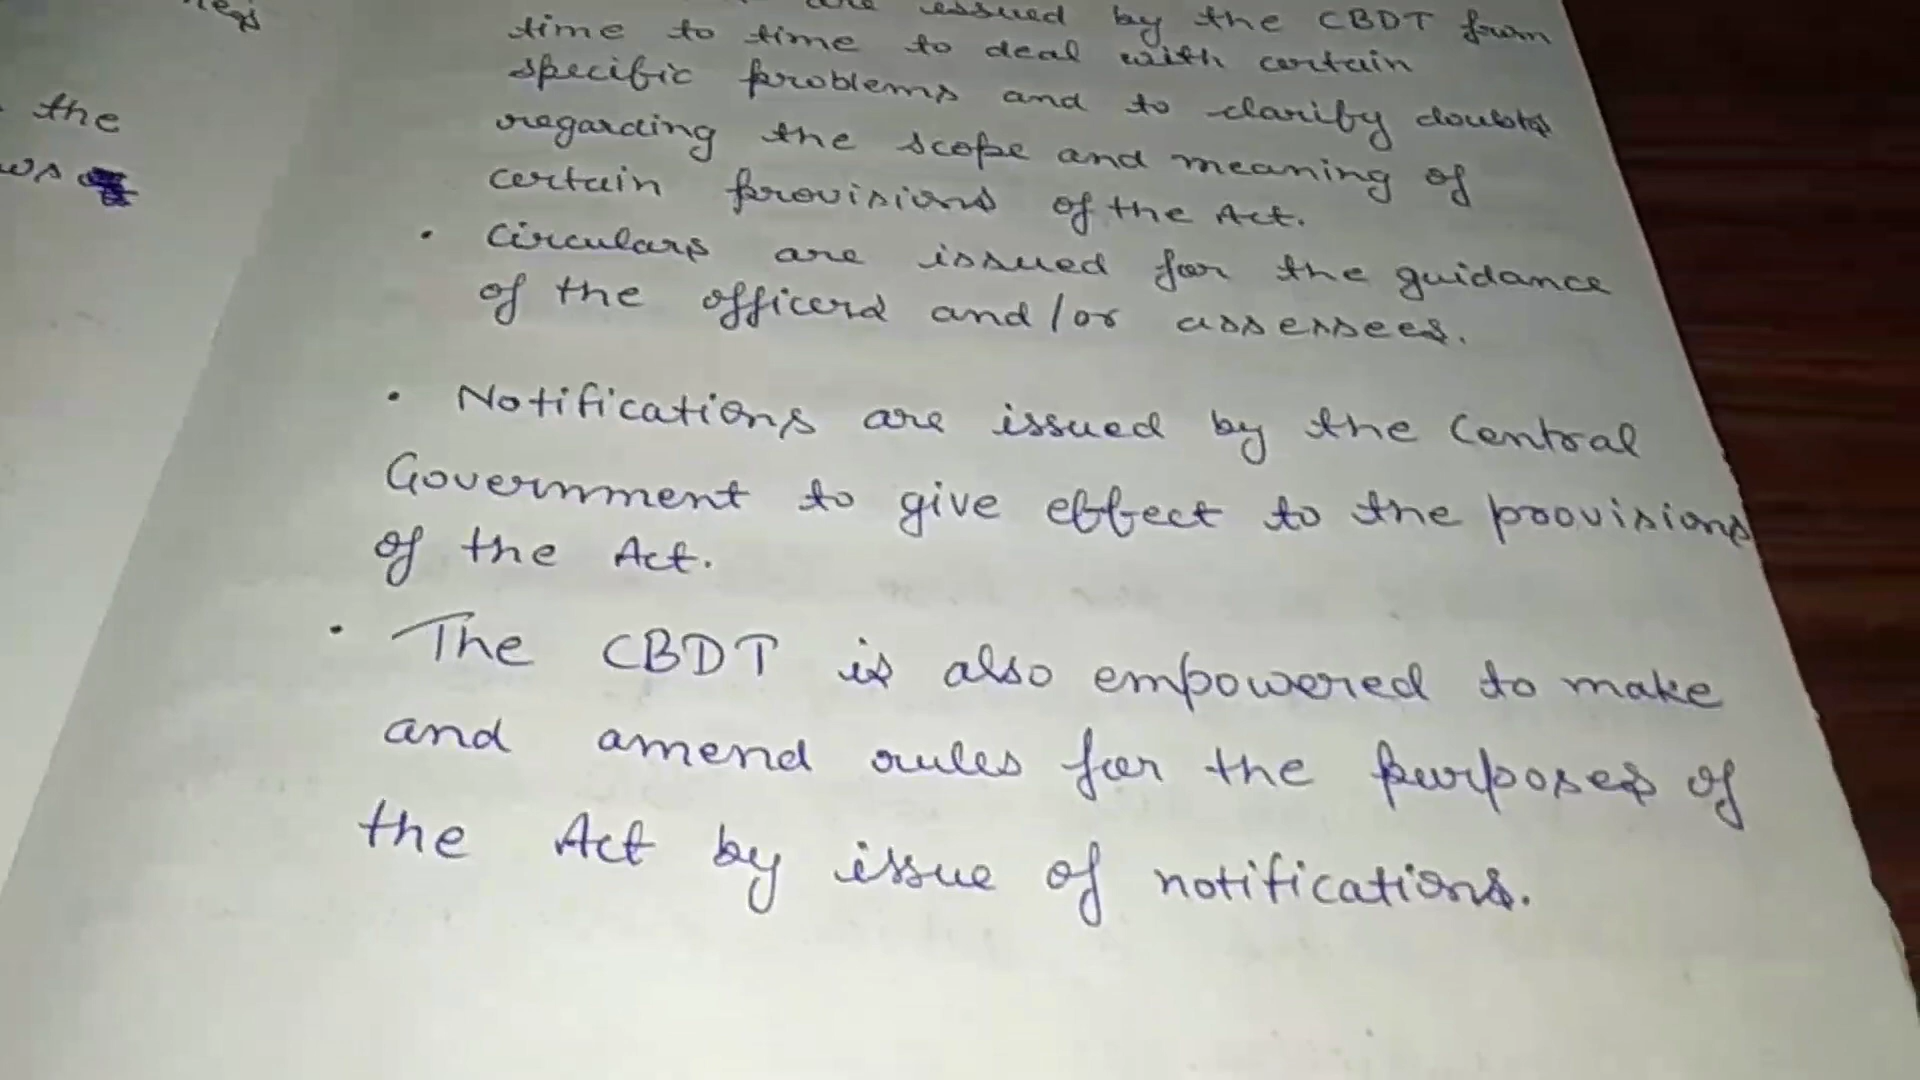 the
are issued by the CBDT from
time to time to deal with certain
specific problems and to clarify doubts
regarding the scope and meaning of
certain provisions of the Act.
• Circulars are issued for the guidance
of the officers and/or assessees.
• Notifications are issued by the Central
Government to give effect to the provisions
of the Act.
• The CBDT is also empowered to make
and amend rules for the purposes of
the Act by issue of notifications.